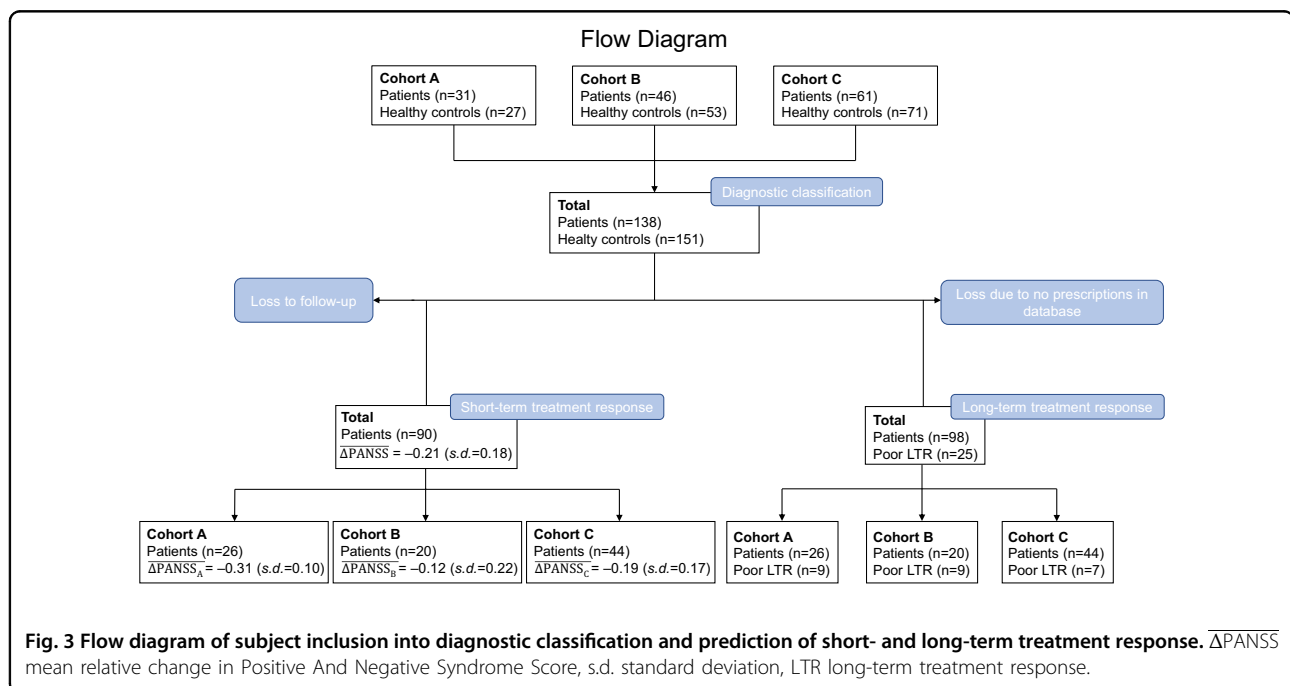 Flow Diagram
Cohort A
Patients (n=31)
Healthy controls (n=27)
Cohort B
Patients (n=46)
Healthy controls (n=53)
Cohort C
Patients (n=61)
Healthy controls (n=71)
Diagnostic classification
Total
Patients (n=138)
Healty controls (n=151)
Loss to follow-up
Loss due to no prescriptions in
database
Short-term treatment response
Total
Patients (n=90)
ΔPANSS = –0.21 (s.d.=0.18)
Long-term treatment response
Total
Patients (n=98)
Poor LTR (n=25)
Cohort A
Patients (n=26)
ΔPANSS_A = –0.31 (s.d.=0.10)
Cohort B
Patients (n=20)
ΔPANSS_B = –0.12 (s.d.=0.22)
Cohort C
Patients (n=44)
ΔPANSS_C = –0.19 (s.d.=0.17)
Cohort A
Patients (n=26)
Poor LTR (n=9)
Cohort B
Patients (n=20)
Poor LTR (n=9)
Cohort C
Patients (n=44)
Poor LTR (n=7)
Fig. 3 Flow diagram of subject inclusion into diagnostic classification and prediction of short- and long-term treatment response. ΔPANSS
mean relative change in Positive And Negative Syndrome Score, s.d. standard deviation, LTR long-term treatment response.